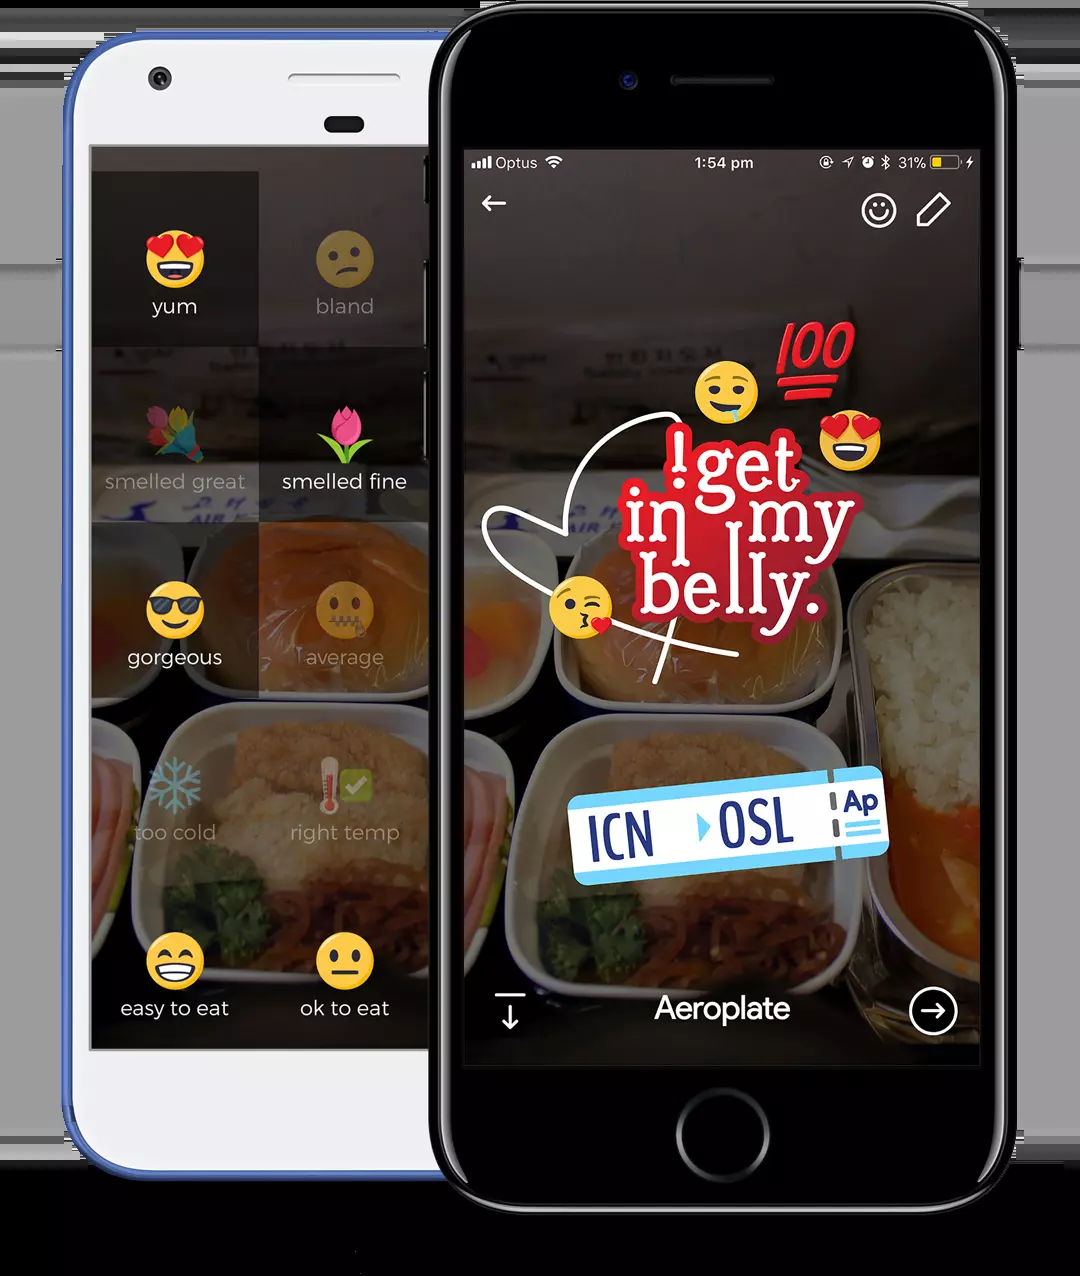 yum
bland
smelled great
smelled fine
gorgeous
average
too cold
right temp
easy to eat
ok to eat
Optus
1:54 pm
31%
100
!get
in my
belly.
ICN OSL Ap
Aeroplate